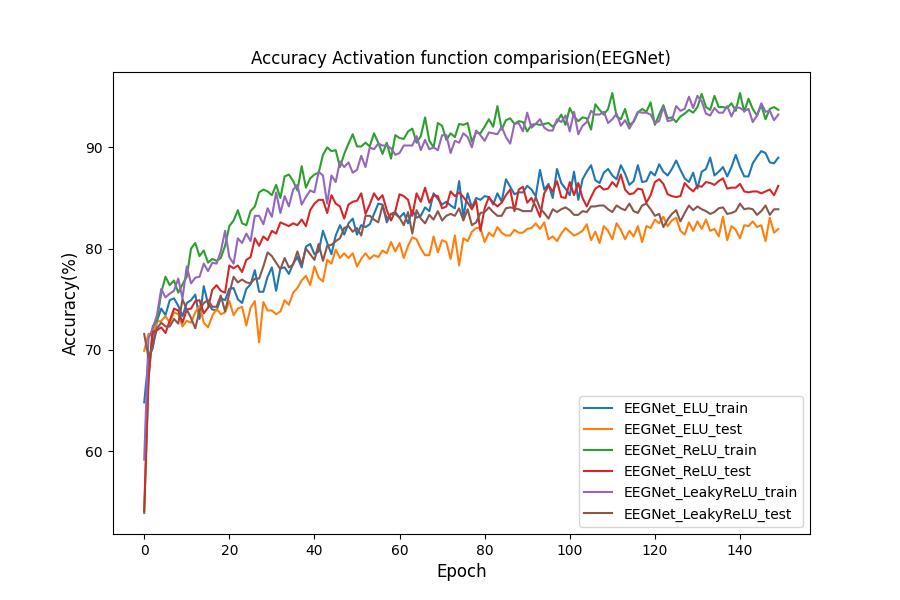 Accuracy Activation function comparision(EEGNet)
Accuracy(%)
90
80
70
60
0 20 40 60 80 100 120 140
Epoch
EEGNet_ELU_train
EEGNet_ELU_test
EEGNet_ReLU_train
EEGNet_ReLU_test
EEGNet_LeakyReLU_train
EEGNet_LeakyReLU_test